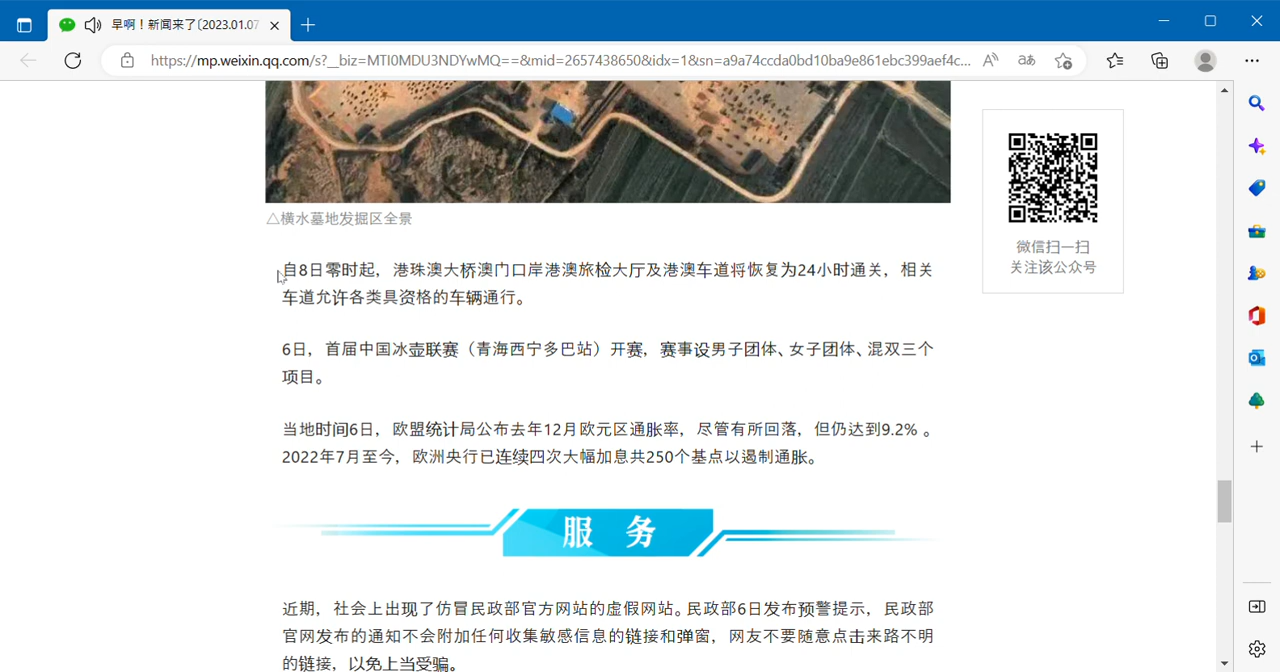 早啊！新闻来了〔2023.01.07
https://mp.weixin.qq.com/s?__biz=MTI0MDU3NDYwMQ==&mid=2657438650&idx=1&sn=a9a74ccda0bd10ba9e861ebc399aef4c...
△横水墓地发掘区全景
微信扫一扫
关注该公众号
自8日零时起，港珠澳大桥澳门口岸港澳旅检大厅及港澳车道将恢复为24小时通关，相关
车道允许各类具资格的车辆通行。
6日，首届中国冰壶联赛（青海西宁多巴站）开赛，赛事设男子团体、女子团体、混双三个
项目。
当地时间6日，欧盟统计局公布去年12月欧元区通胀率，尽管有所回落，但仍达到9.2% 。
2022年7月至今，欧洲央行已连续四次大幅加息共250个基点以遏制通胀。
服 务
近期，社会上出现了仿冒民政部官方网站的虚假网站。民政部6日发布预警提示，民政部
官网发布的通知不会附加任何收集敏感信息的链接和弹窗，网友不要随意点击来路不明
的链接，以免上当受骗。